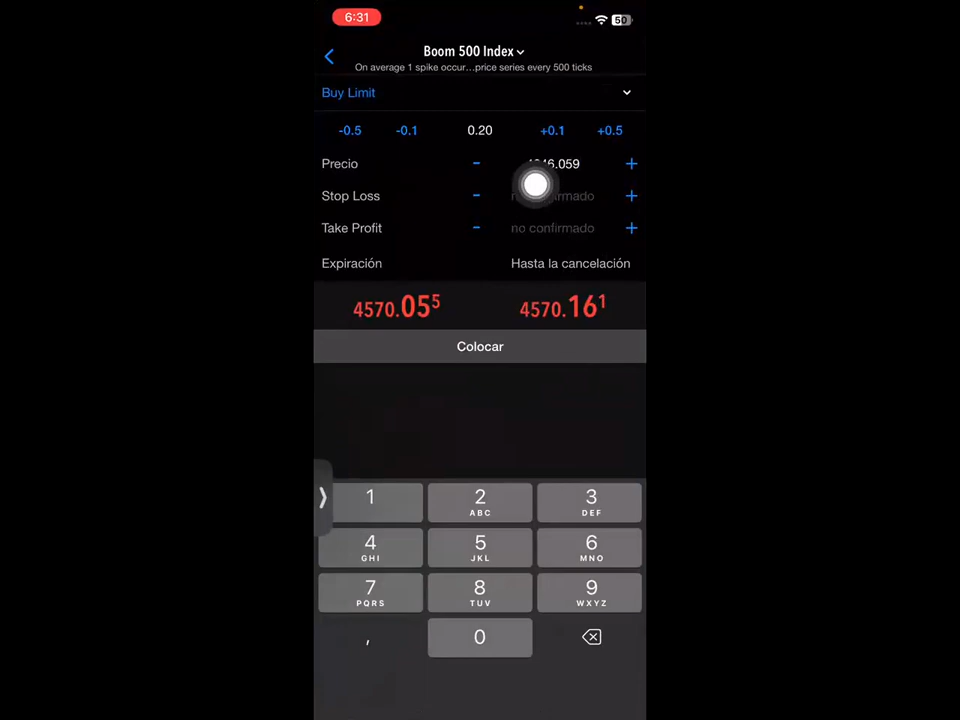 6:31
50
Boom 500 Index
On average 1 spike occur...price series every 500 ticks
Buy Limit
-0.5 -0.1 0.20 +0.1 +0.5
Precio - +
Stop Loss - +
Take Profit - no confirmado +
Expiración Hasta la cancelación
4570.055 4570.161
Colocar
1 2 3
ABC DEF
4 5 6
GHI JKL MNO
7 8 9
PQRS TUV WXYZ
, 0